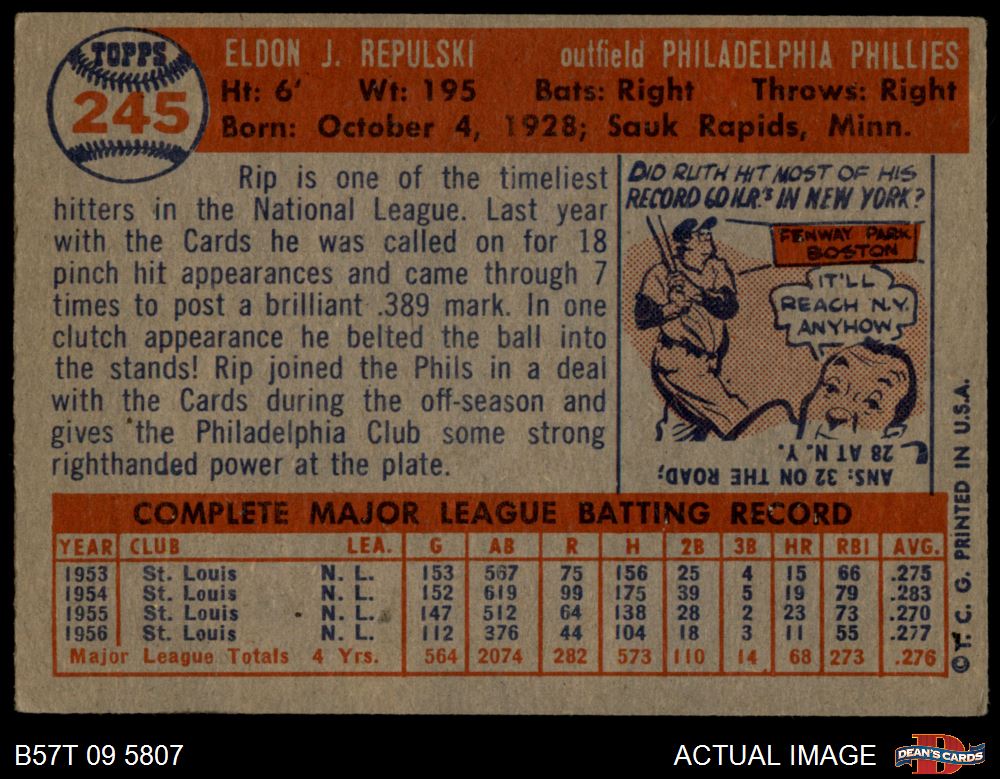 TOPPS
245
ELDON J. REPULSKI outfield PHILADELPHIA PHILLIES
Ht: 6' Wt: 195 Bats: Right Throws: Right
Born: October 4, 1928; Sauk Rapids, Minn.
Rip is one of the timeliest
hitters in the National League. Last year
with the Cards he was called on for 18
pinch hit appearances and came through 7
times to post a brilliant .389 mark. In one
clutch appearance he belted the ball into
the stands! Rip joined the Phils in a deal
with the Cards during the off-season and
gives the Philadelphia Club some strong
righthanded power at the plate.
DID RUTH HIT MOST OF HIS
RECORD 60 H.R.'S IN NEW YORK?
FENWAY PARK
BOSTON
IT'LL
REACH N.Y.
ANYHOW
ANS: 32 ON THE ROAD;
28 AT N.Y.
COMPLETE MAJOR LEAGUE BATTING RECORD
YEAR CLUB LEA. G AB R H 2B 3B HR RBI AVG.
1953 St. Louis N. L. 153 567 75 156 25 4 15 66 .275
1954 St. Louis N. L. 152 619 99 175 39 5 19 79 .283
1955 St. Louis N. L. 147 512 64 138 28 2 23 73 .270
1956 St. Louis N. L. 112 376 44 104 18 3 11 55 .277
Major League Totals 4 Yrs. 564 2074 282 573 110 14 68 273 .276
© T. C. G. PRINTED IN U.S.A.
B57T 09 5807
ACTUAL IMAGE
DEAN'S CARDS